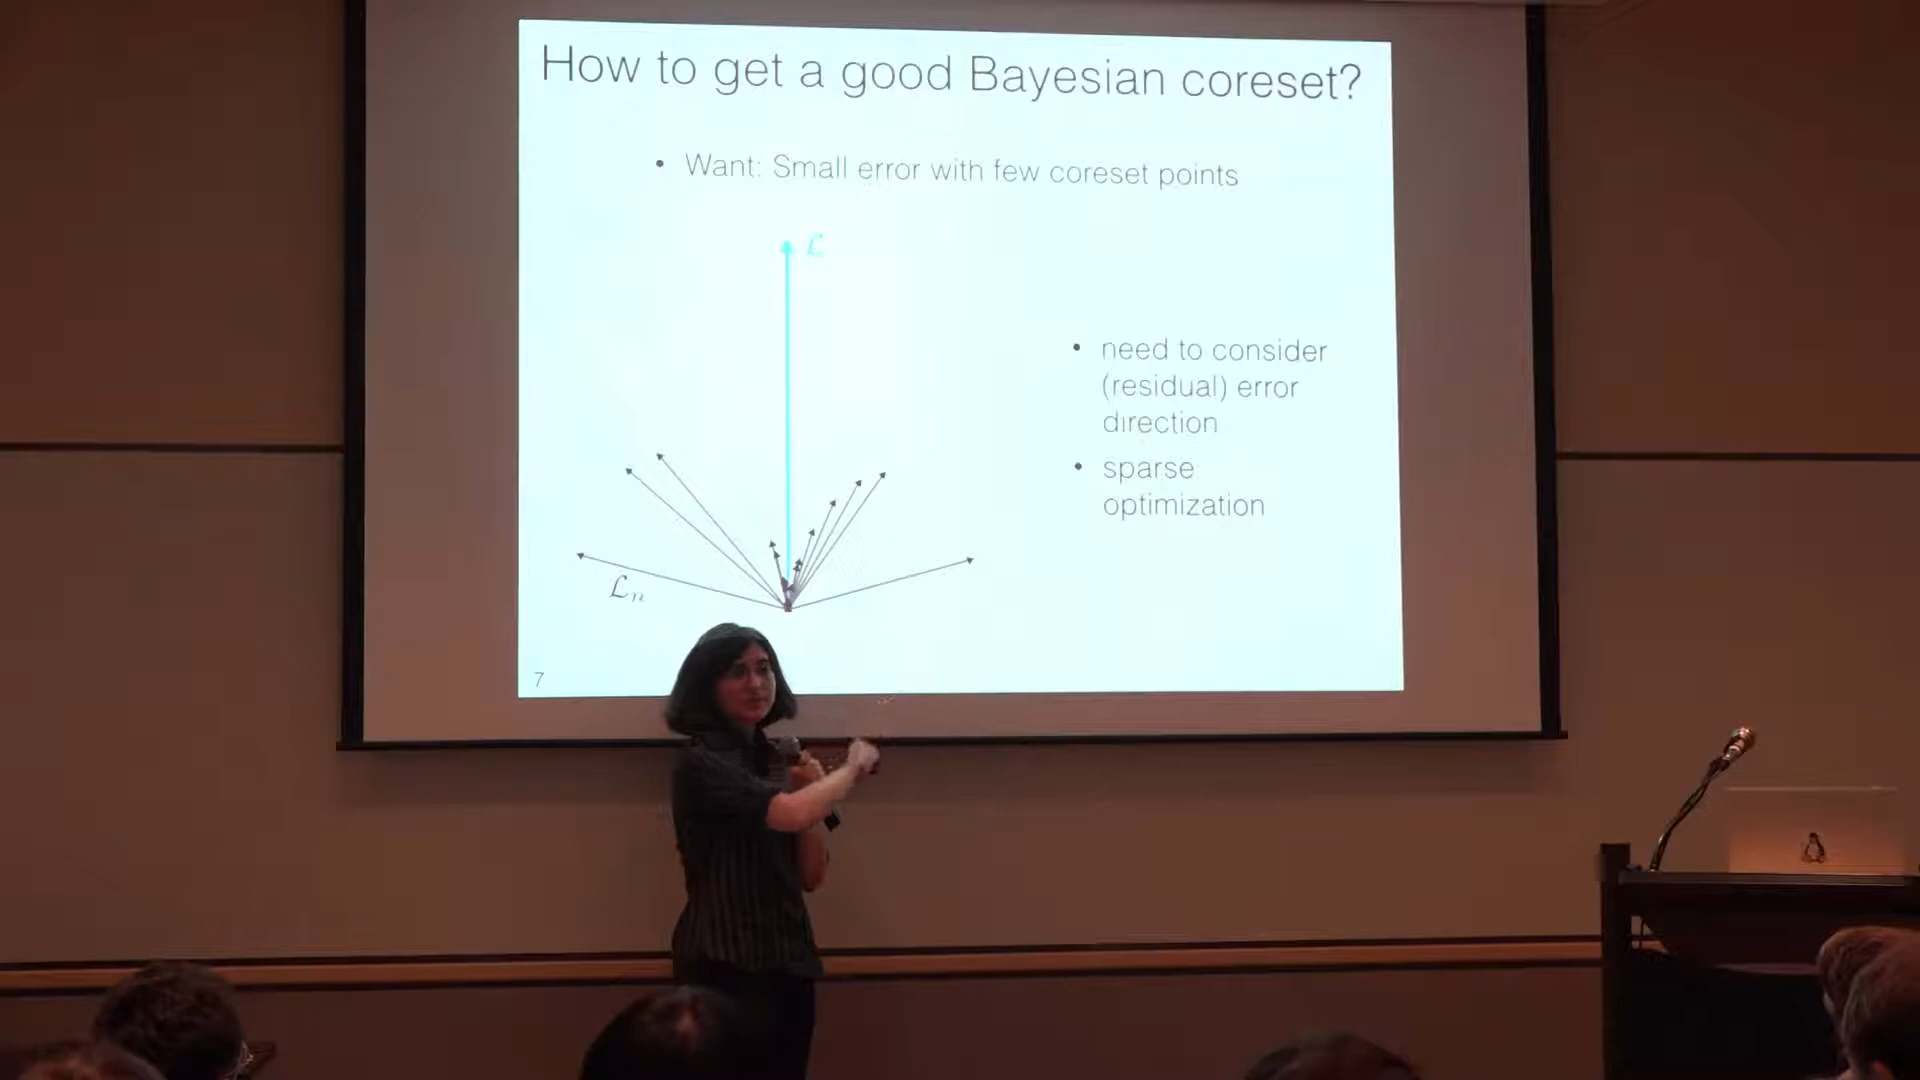 How to get a good Bayesian coreset?
• Want: Small error with few coreset points
ℒ
• need to consider
(residual) error
direction
• sparse
optimization
ℒₙ
7